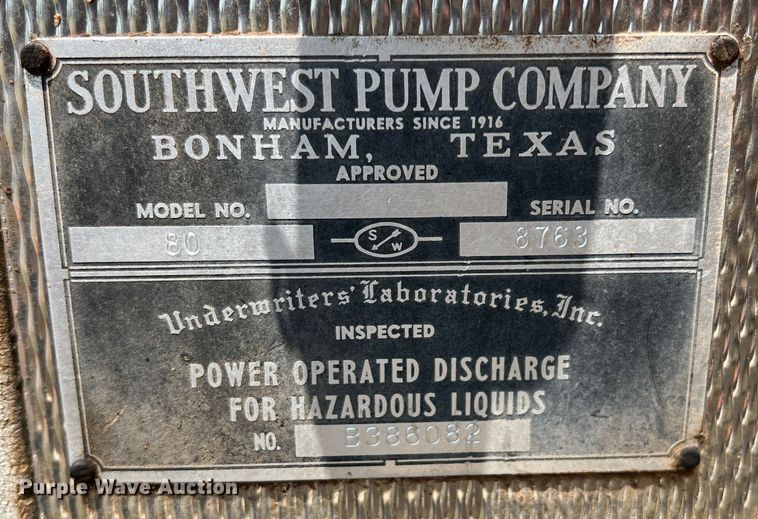 SOUTHWEST PUMP COMPANY
MANUFACTURERS SINCE 1916
BONHAM, TEXAS
APPROVED
MODEL NO. SERIAL NO.
80 S W 8763
Underwriters' Laboratories, Inc.
INSPECTED
POWER OPERATED DISCHARGE
FOR HAZARDOUS LIQUIDS
NO. B386082
Purple Wave Auction